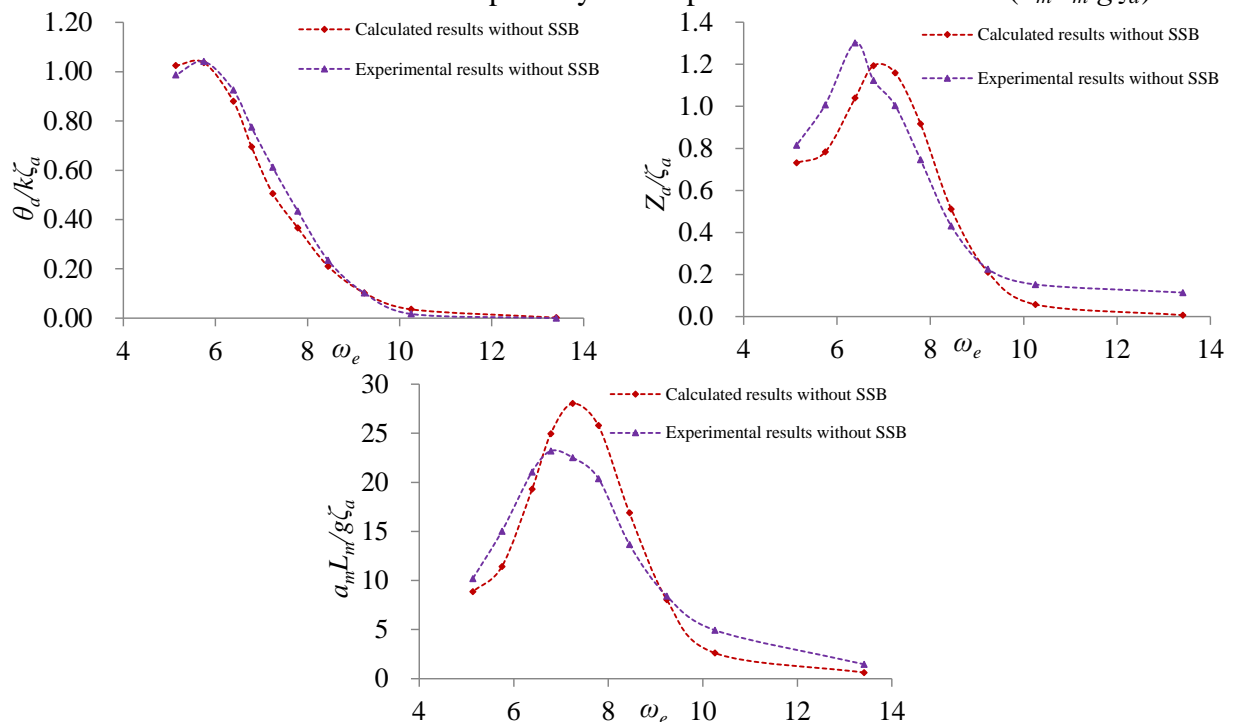 1.20
1.00
0.80
0.60
0.40
0.20
0.00
4 6 8 10 12 14
θₐ/kζₐ
ωₑ
Calculated results without SSB
Experimental results without SSB
1.4
1.2
1.0
0.8
0.6
0.4
0.2
0.0
4 6 8 10 12 14
Zₐ/ζₐ
ωₑ
Calculated results without SSB
Experimental results without SSB
30
25
20
15
10
5
0
4 6 8 10 12 14
aₘLₘ/gζₐ
ωₑ
Calculated results without SSB
Experimental results without SSB